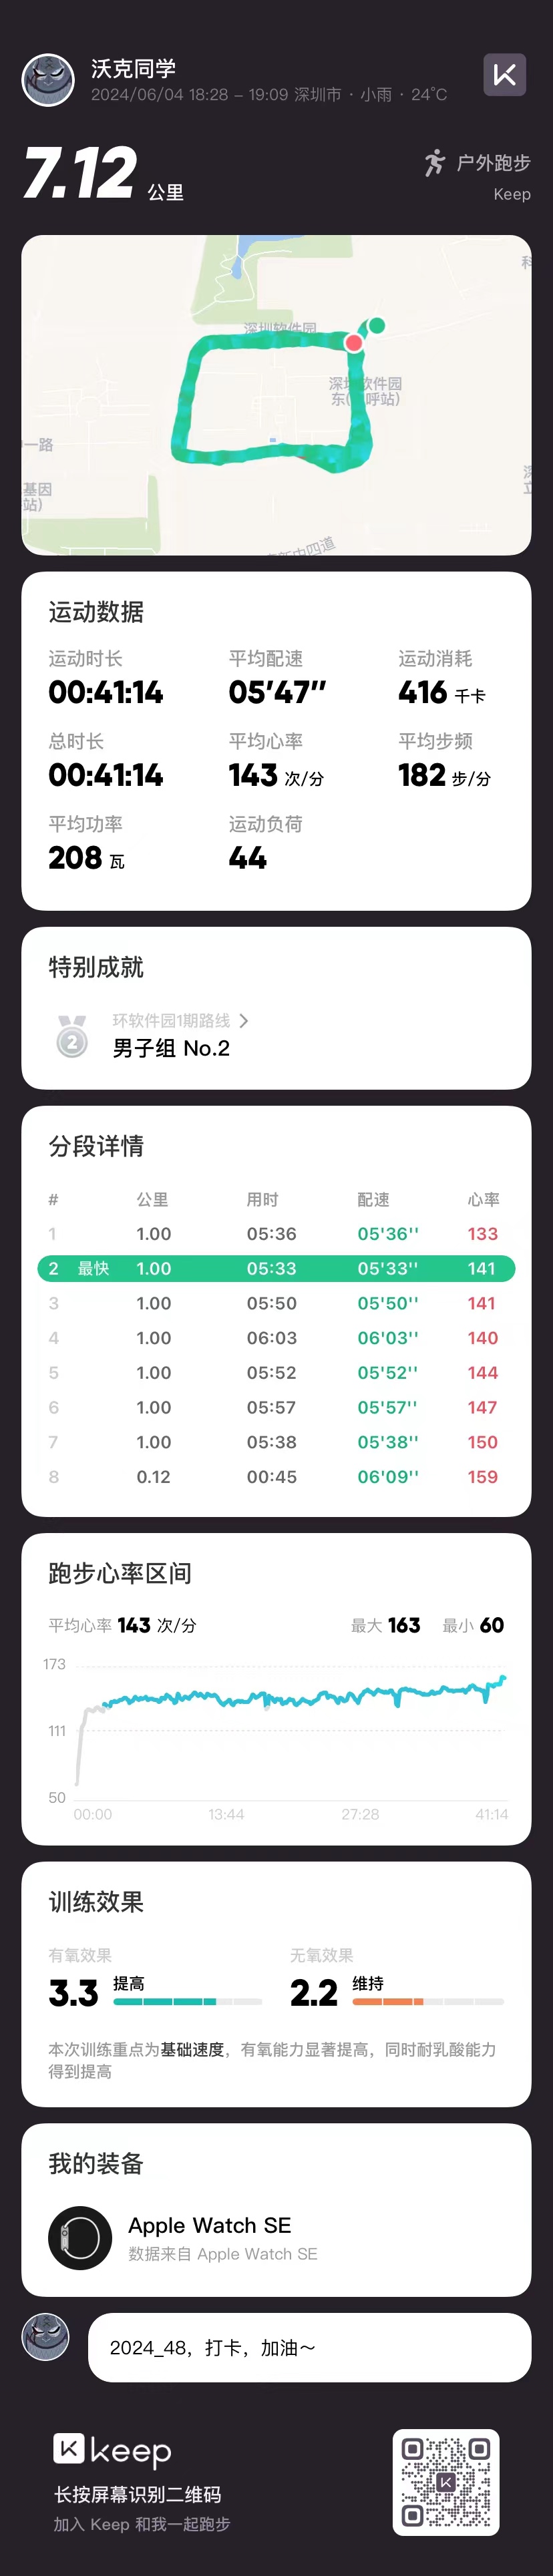 沃克同学
2024/06/04 18:28 – 19:09 深圳市 · 小雨 · 24°C
7.12 公里
户外跑步
Keep
科
深圳软件园
深圳软件园
东(呼站)
一路
基因
站)
深
立
新中四道
运动数据
运动时长 平均配速 运动消耗
00:41:14 05'47'' 416 千卡
总时长 平均心率 平均步频
00:41:14 143 次/分 182 步/分
平均功率 运动负荷
208 瓦 44
特别成就
环软件园1期路线 >
2 男子组 No.2
分段详情
# 公里 用时 配速 心率
1 1.00 05:36 05'36'' 133
2 最快 1.00 05:33 05'33'' 141
3 1.00 05:50 05'50'' 141
4 1.00 06:03 06'03'' 140
5 1.00 05:52 05'52'' 144
6 1.00 05:57 05'57'' 147
7 1.00 05:38 05'38'' 150
8 0.12 00:45 06'09'' 159
跑步心率区间
平均心率 143 次/分 最大 163 最小 60
173
111
50
00:00 13:44 27:28 41:14
训练效果
有氧效果 无氧效果
3.3 提高 2.2 维持
本次训练重点为基础速度，有氧能力显著提高，同时耐乳酸能力
得到提高
我的装备
Apple Watch SE
数据来自 Apple Watch SE
2024_48，打卡，加油～
keep
长按屏幕识别二维码
加入 Keep 和我一起跑步